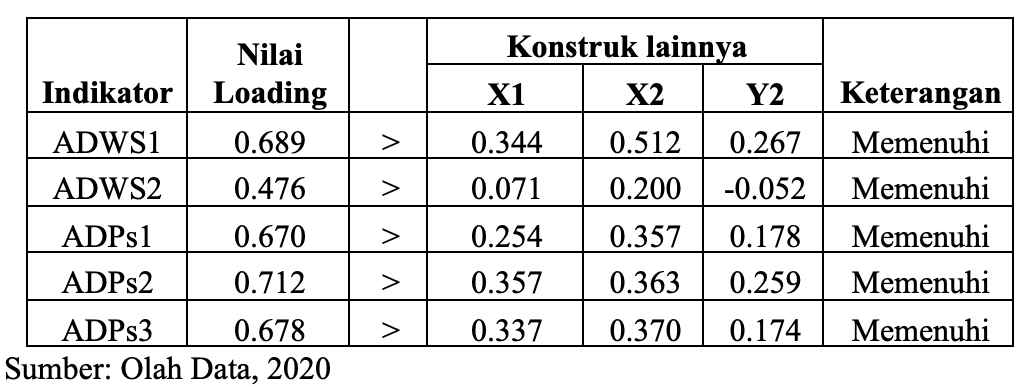 Indikator Nilai Loading Konstruk lainnya Keterangan
X1 X2 Y2
ADWS1 0.689 > 0.344 0.512 0.267 Memenuhi
ADWS2 0.476 > 0.071 0.200 -0.052 Memenuhi
ADPs1 0.670 > 0.254 0.357 0.178 Memenuhi
ADPs2 0.712 > 0.357 0.363 0.259 Memenuhi
ADPs3 0.678 > 0.337 0.370 0.174 Memenuhi
Sumber: Olah Data, 2020